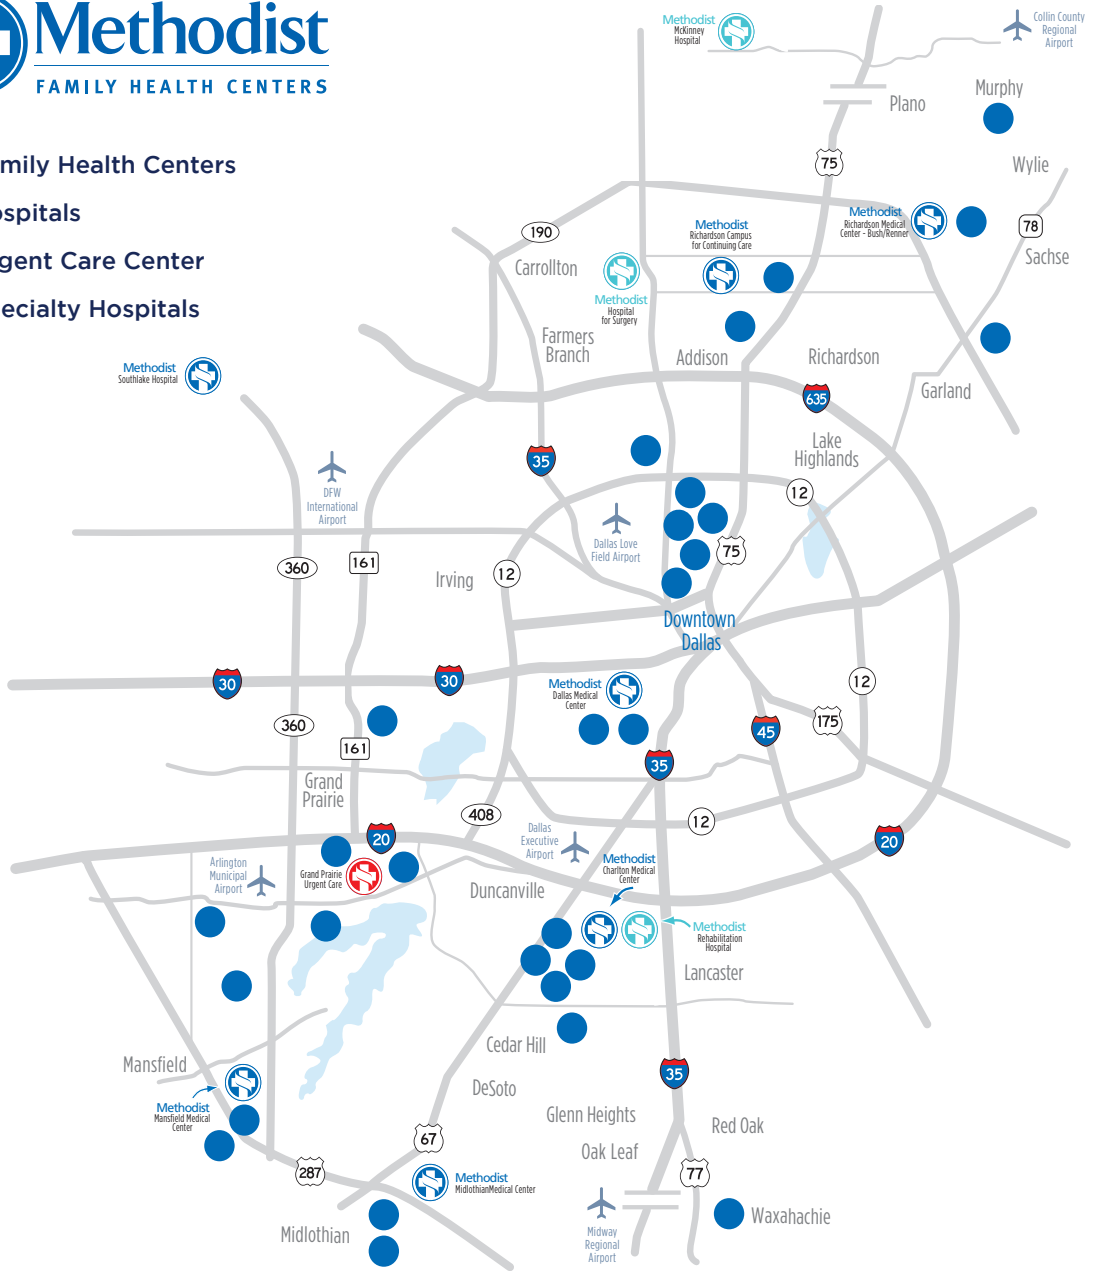 Methodist
FAMILY HEALTH CENTERS
mily Health Centers
ospitals
gent Care Center
ecialty Hospitals
Methodist
McKinney
Hospital
Collin County
Regional
Airport
Plano
Murphy
75
Wylie
190
Methodist
Richardson Campus
for Continuing Care
Methodist
Richardson Medical
Center - Bush/Renner
78
Sachse
Carrollton
Methodist
Hospital
for Surgery
Farmers
Branch
Addison
Richardson
Methodist
Southlake Hospital
635
Garland
Lake
Highlands
35
12
DFW
International
Airport
Dallas Love
Field Airport
75
360
161
Irving
12
Downtown
Dallas
30
30
Methodist
Dallas Medical
Center
12
360
161
45
175
35
Grand
Prairie
408
12
20
20
Dallas
Executive
Airport
Arlington
Municipal
Airport
Grand Prairie
Urgent Care
Methodist
Charlton Medical
Center
Duncanville
Methodist
Rehabilitation
Hospital
Lancaster
Cedar Hill
Mansfield
35
DeSoto
Methodist
Mansfield Medical
Center
Glenn Heights
Red Oak
67
Oak Leaf
287
77
Methodist
MidlothianMedical Center
Midlothian
Midway
Regional
Airport
Waxahachie